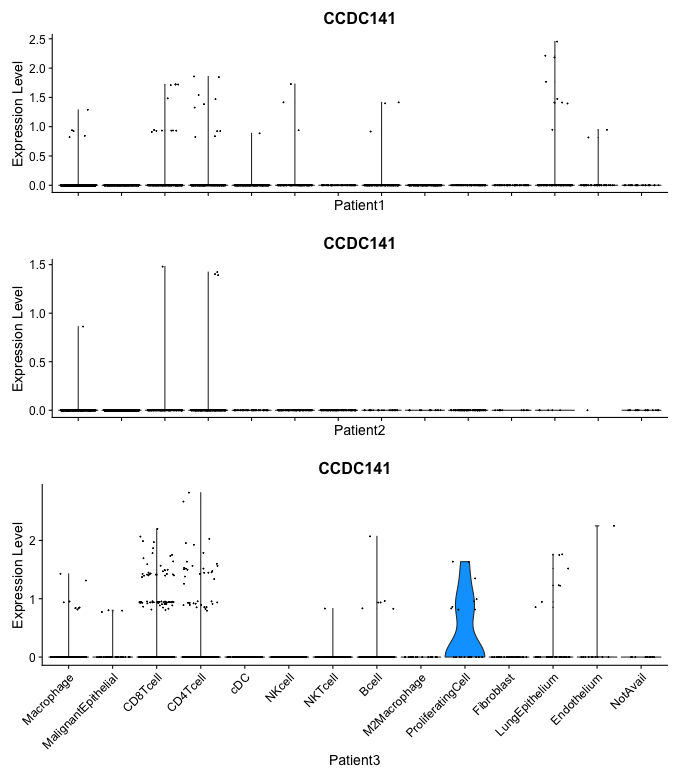 CCDC141
Expression Level
2.5
2.0
1.5
1.0
0.5
0.0
Patient1
CCDC141
Expression Level
1.5
1.0
0.5
0.0
Patient2
CCDC141
Expression Level
2
1
0
Macrophage
MalignantEpithelial
CD8Tcell
CD4Tcell
cDC
NKcell
NKTcell
Bcell
M2Macrophage
ProliferatingCell
Fibroblast
LungEpithelium
Endothelium
NotAvail
Patient3